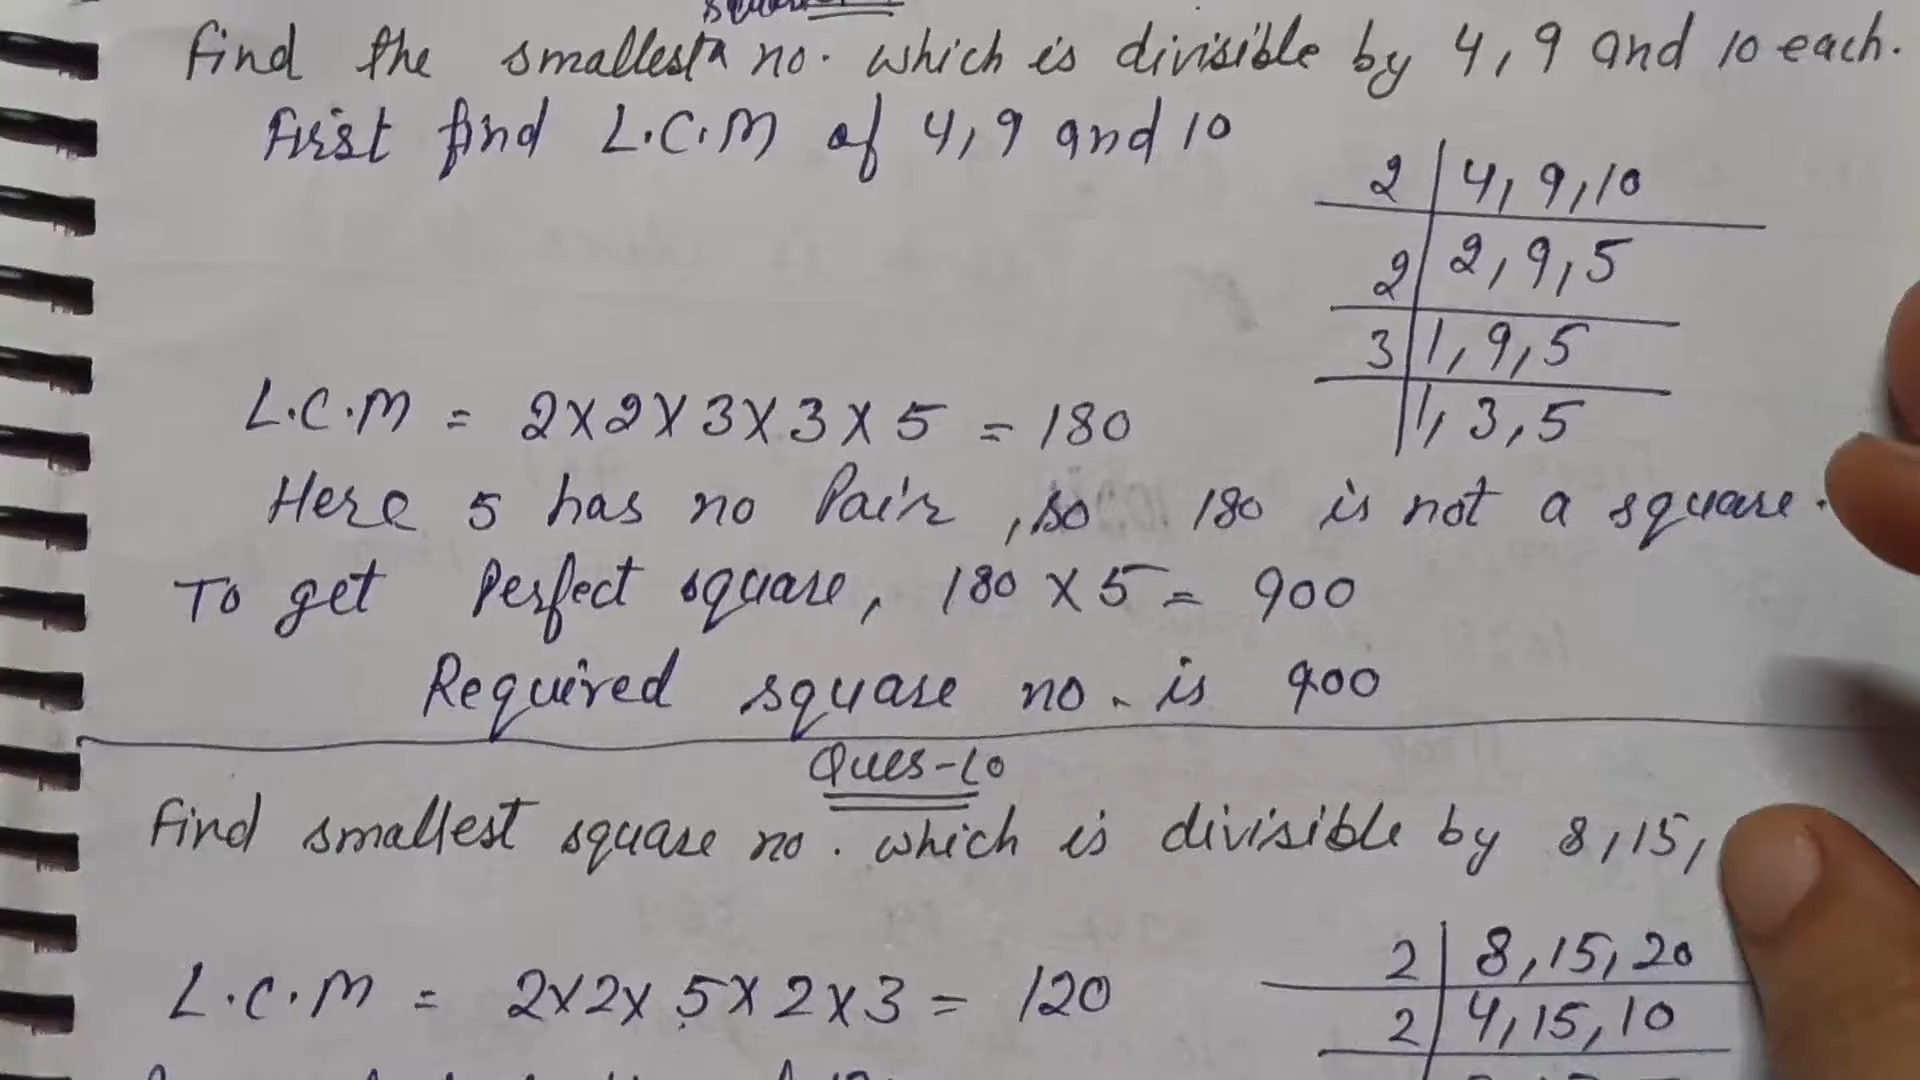 Find the smallest no. which is divisible by 4, 9 and 10 each.
First find L.C.M of 4, 9 and 10
2 | 4, 9, 10
2 | 2, 9, 5
3 | 1, 9, 5
1, 3, 5
L.C.M = 2×2×3×3×5 = 180
Here 5 has no Pair, so 180 is not a square.
To get Perfect square, 180 × 5 = 900
Required square no. is 900
Ques-10
Find smallest square no. which is divisible by 8, 15,
2 | 8, 15, 20
L.C.M = 2×2×5×2×3 = 120
2 | 4, 15, 10